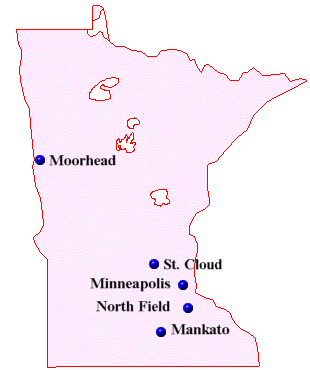 Moorhead
St. Cloud
Minneapolis
North Field
Mankato